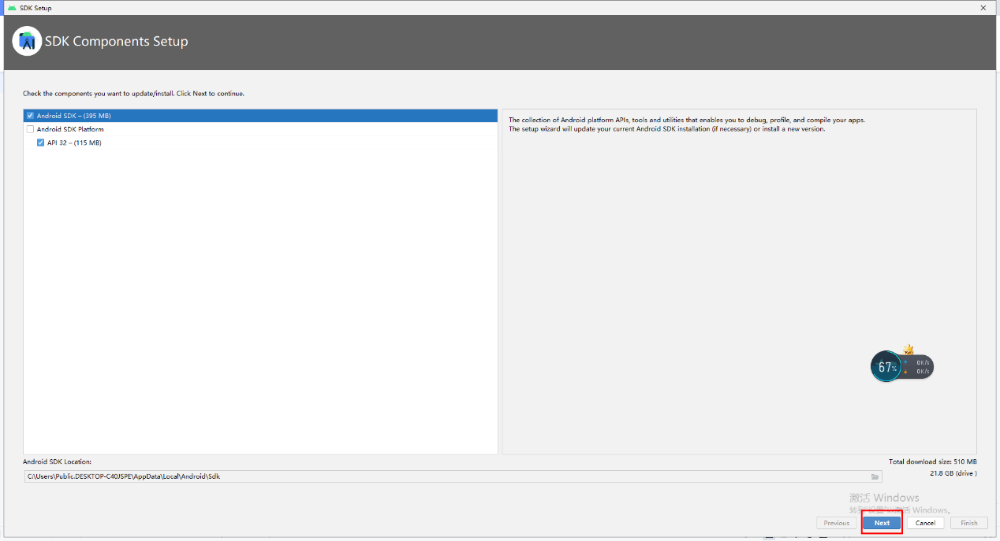 SDK Setup
SDK Components Setup
Check the components you want to update/install. Click Next to continue.
Android SDK – (395 MB)
Android SDK Platform
API 32 – (115 MB)
The collection of Android platform APIs, tools and utilities that enables you to debug, profile, and compile your apps.
The setup wizard will update your current Android SDK installation (if necessary) or install a new version.
67%
0K/s
0K/s
Android SDK Location:
Total download size: 510 MB
C:\Users\Public.DESKTOP-C40JSPE\AppData\Local\Android\Sdk
21.8 GB (drive )
激活 Windows
Windows。
Previous
Next
Cancel
Finish